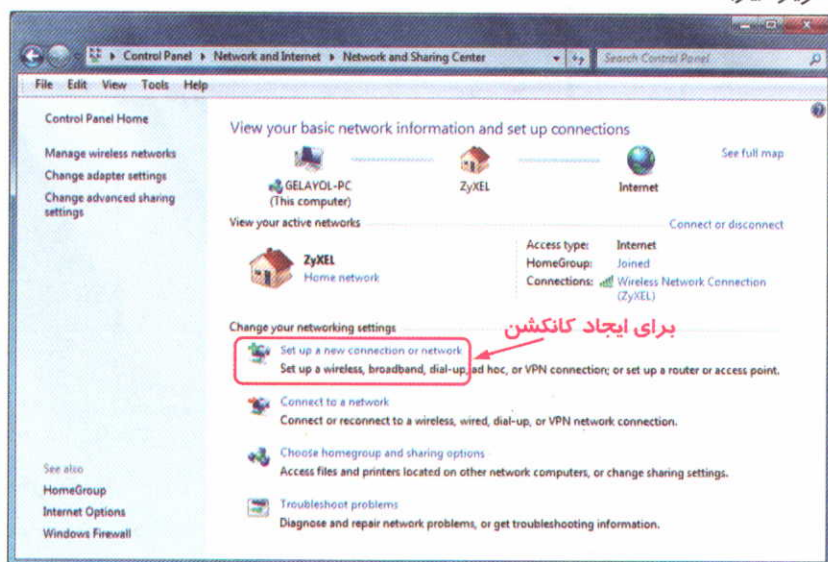 Control Panel ▸ Network and Internet ▸ Network and Sharing Center
Search Control Panel
File Edit View Tools Help
Control Panel Home
Manage wireless networks
Change adapter settings
Change advanced sharing
settings
View your basic network information and set up connections
See full map
GELAYOL-PC
(This computer)
ZyXEL
Internet
View your active networks
Connect or disconnect
ZyXEL
Home network
Access type: Internet
HomeGroup: Joined
Connections: Wireless Network Connection
(ZyXEL)
Change your networking settings
برای ایجاد کانکشن
Set up a new connection or network
Set up a wireless, broadband, dial-up, ad hoc, or VPN connection; or set up a router or access point.
Connect to a network
Connect or reconnect to a wireless, wired, dial-up, or VPN network connection.
Choose homegroup and sharing options
Access files and printers located on other network computers, or change sharing settings.
Troubleshoot problems
Diagnose and repair network problems, or get troubleshooting information.
See also
HomeGroup
Internet Options
Windows Firewall